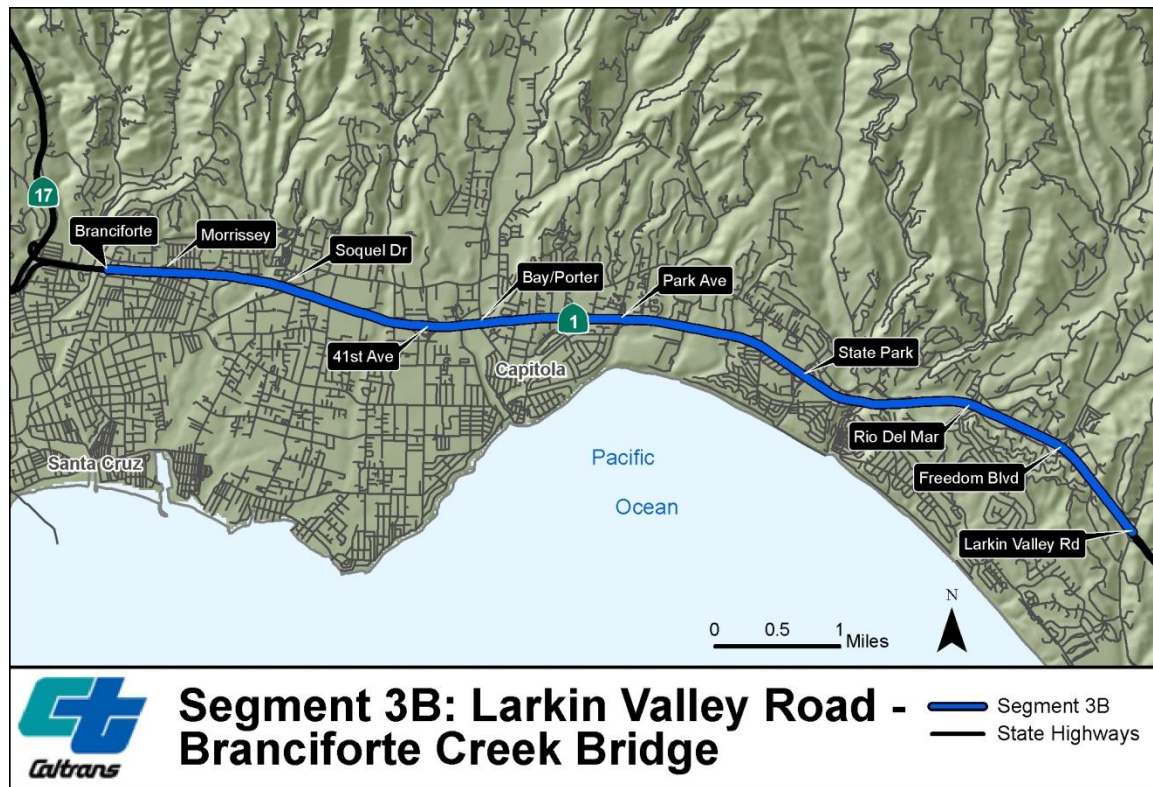 17
Branciforte
Morrissey
Soquel Dr
Bay/Porter
Park Ave
1
41st Ave
Capitola
State Park
Rio Del Mar
Santa Cruz
Pacific
Ocean
Freedom Blvd
Larkin Valley Rd
N
0 0.5 1
Miles
Caltrans
Segment 3B: Larkin Valley Road -
Branciforte Creek Bridge
Segment 3B
State Highways